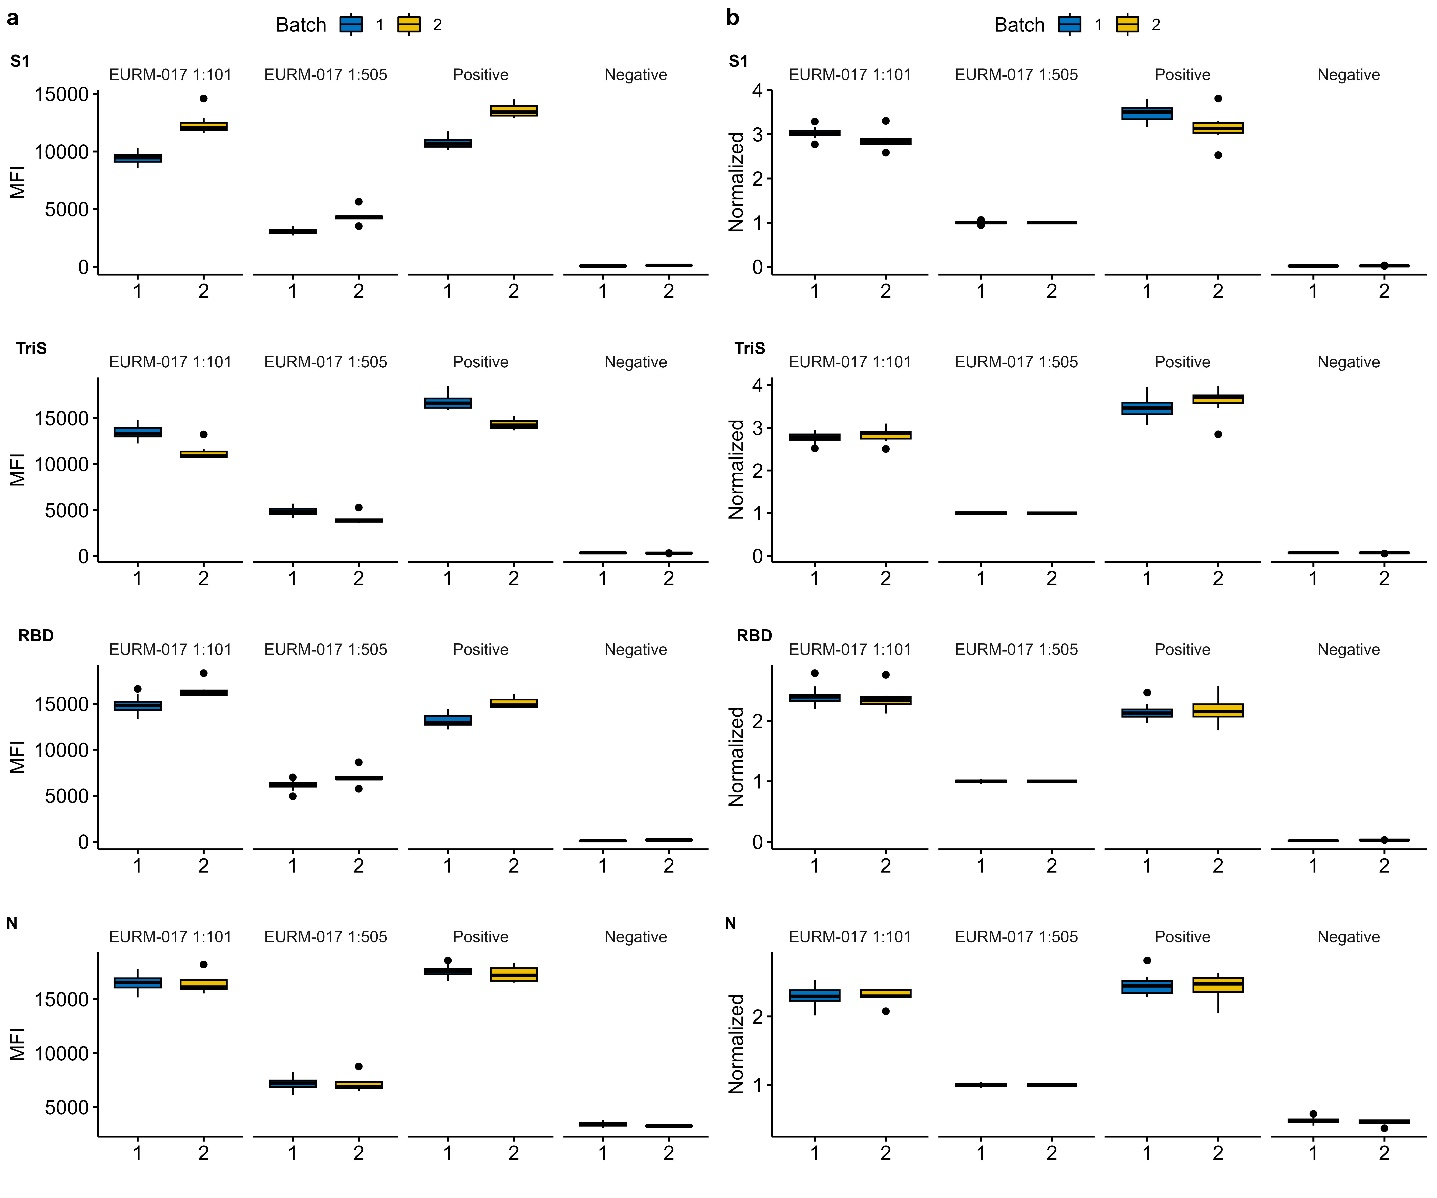 a
Batch 1 2
S1
EURM-017 1:101 EURM-017 1:505 Positive Negative
15000
10000
5000
0
MFI
1 2 1 2 1 2 1 2
TriS
EURM-017 1:101 EURM-017 1:505 Positive Negative
15000
10000
5000
0
MFI
1 2 1 2 1 2 1 2
RBD
EURM-017 1:101 EURM-017 1:505 Positive Negative
15000
10000
5000
0
MFI
1 2 1 2 1 2 1 2
N
EURM-017 1:101 EURM-017 1:505 Positive Negative
15000
10000
5000
MFI
1 2 1 2 1 2 1 2
b
Batch 1 2
S1
EURM-017 1:101 EURM-017 1:505 Positive Negative
4
3
2
1
0
Normalized
1 2 1 2 1 2 1 2
TriS
EURM-017 1:101 EURM-017 1:505 Positive Negative
4
3
2
1
0
Normalized
1 2 1 2 1 2 1 2
RBD
EURM-017 1:101 EURM-017 1:505 Positive Negative
2
1
0
Normalized
1 2 1 2 1 2 1 2
N
EURM-017 1:101 EURM-017 1:505 Positive Negative
2
1
Normalized
1 2 1 2 1 2 1 2